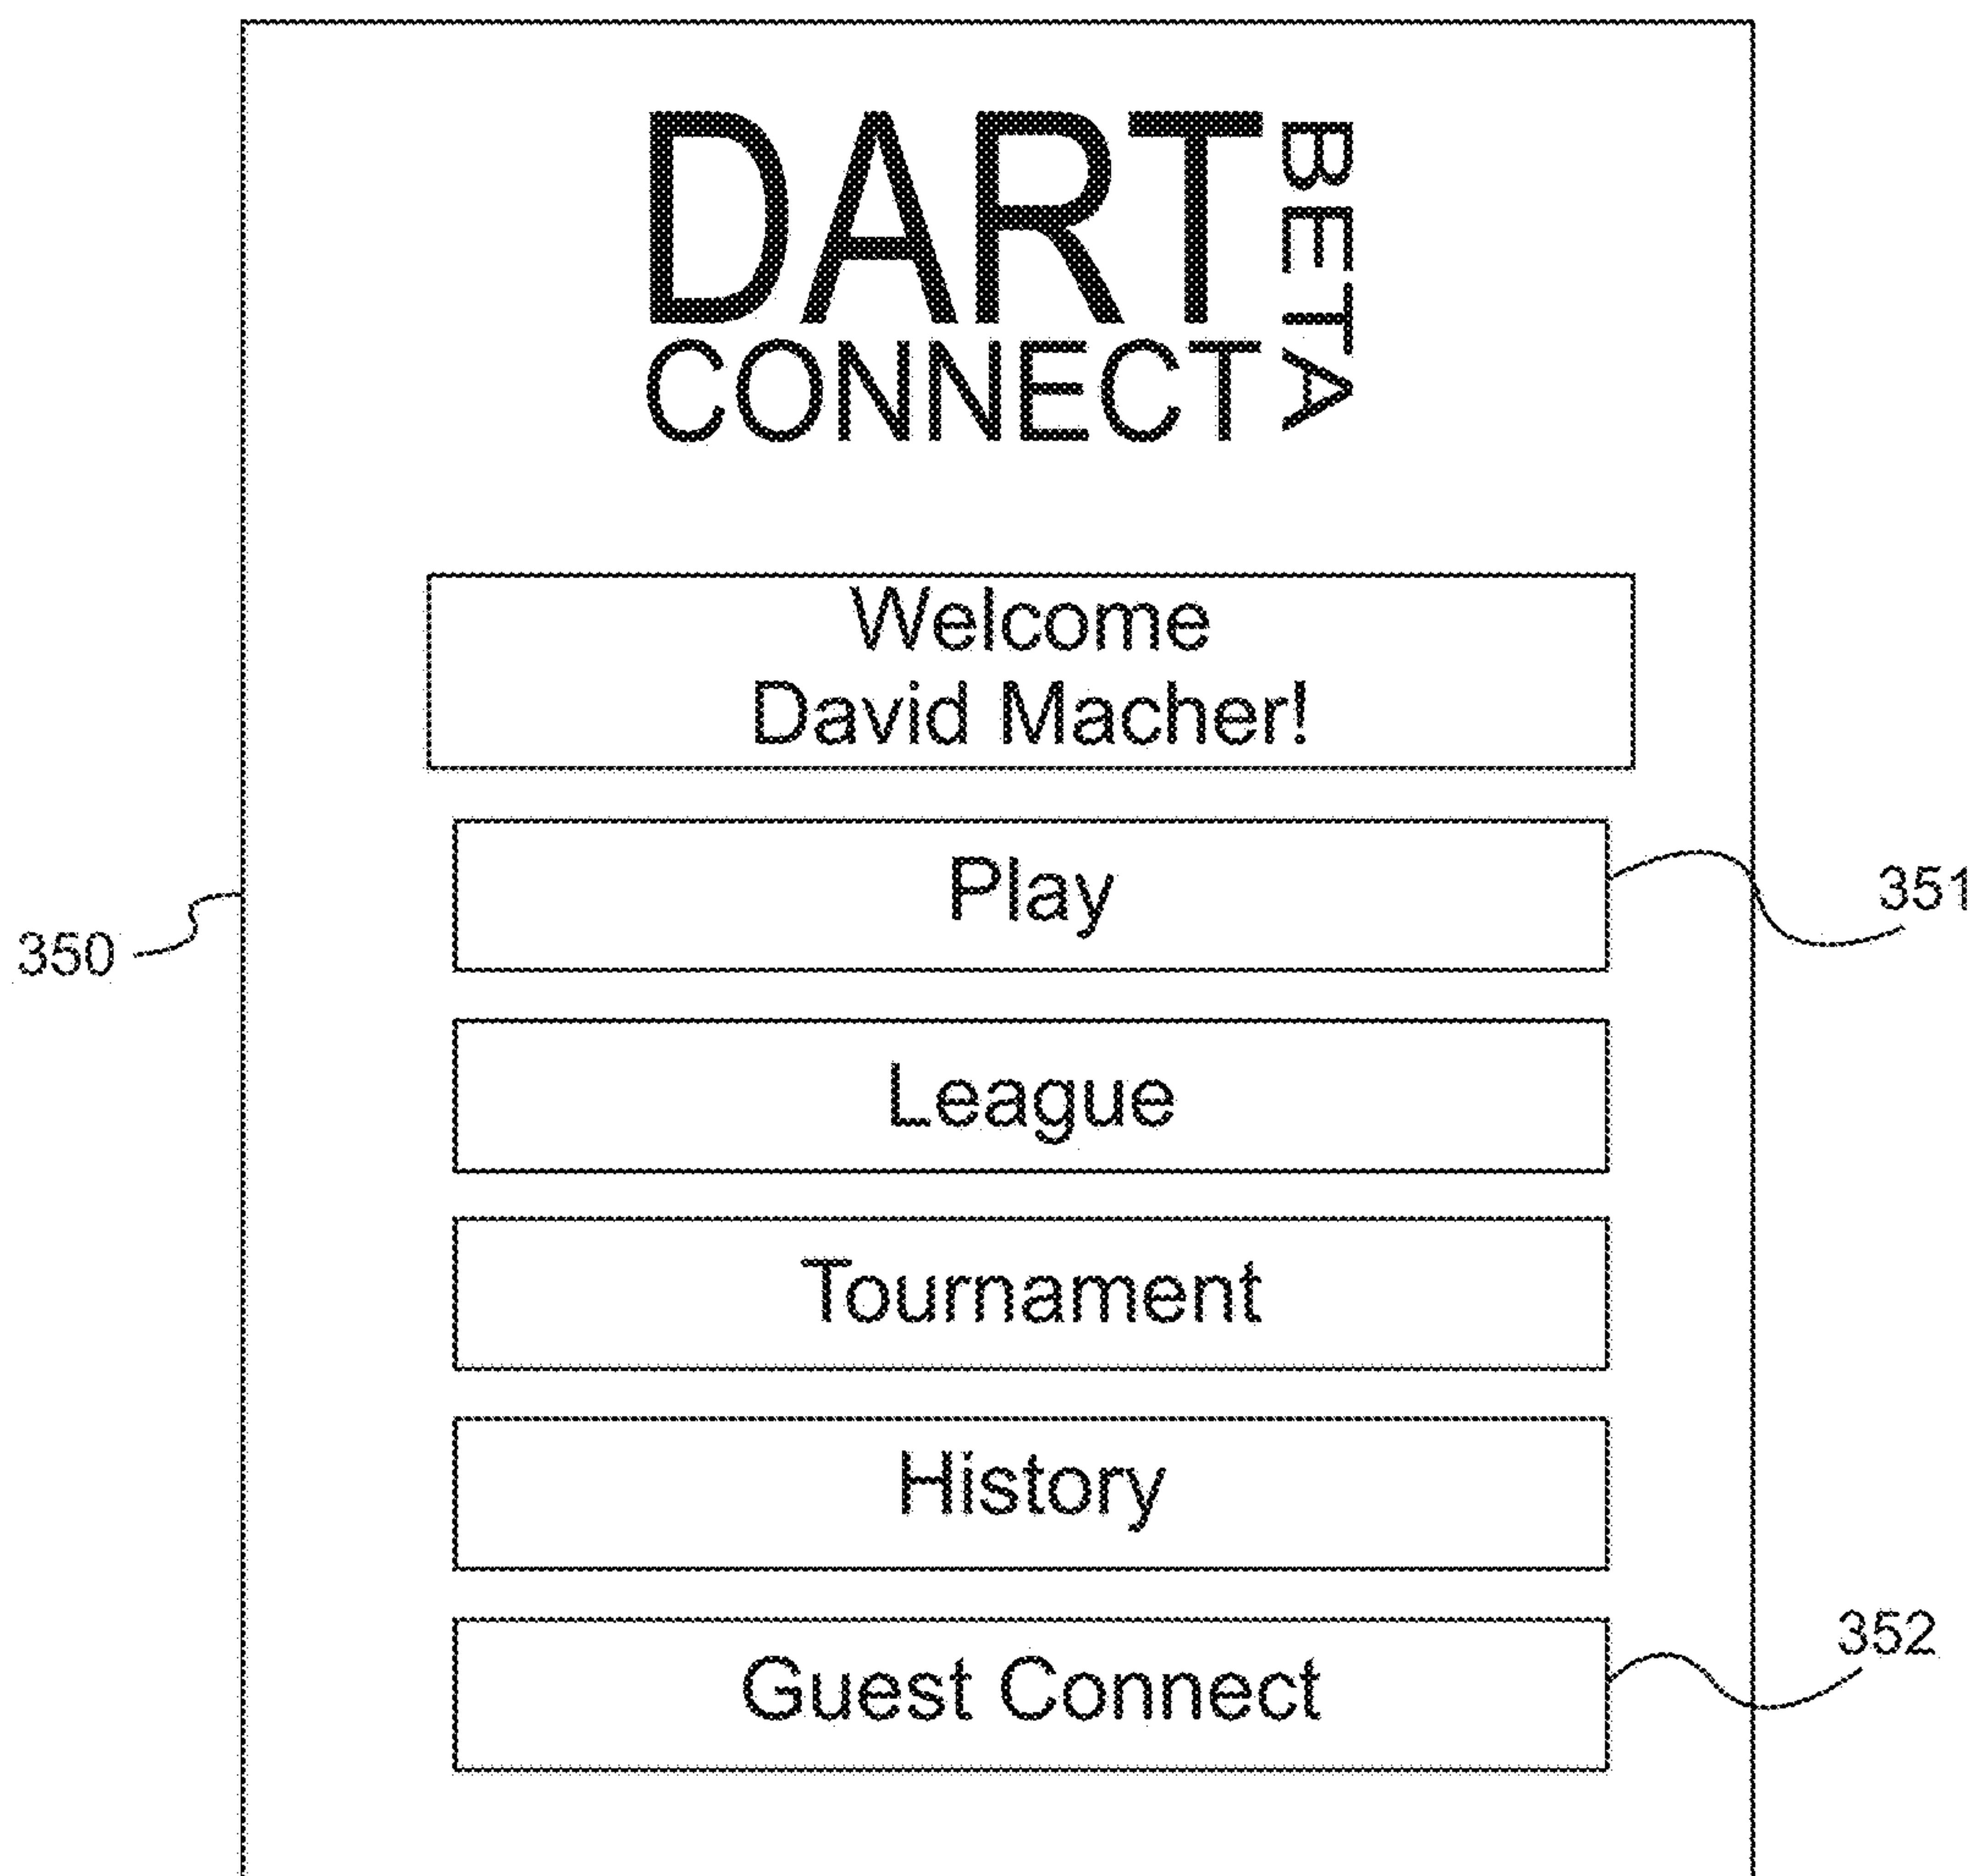 DART
CONNECT
BETA
Welcome
David Macher!
Play
351
350
League
Tournament
History
352
Guest Connect